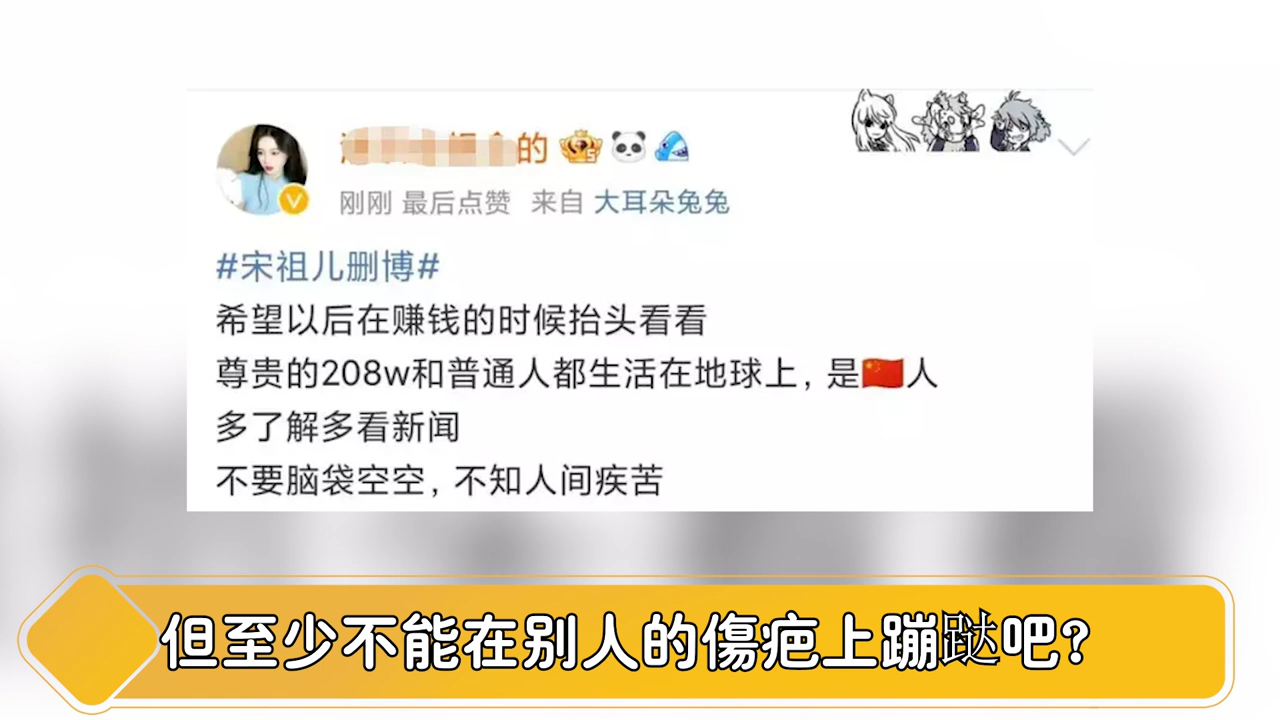 的
刚刚 最后点赞 来自 大耳朵兔兔
#宋祖儿删博#
希望以后在赚钱的时候抬头看看
尊贵的208w和普通人都生活在地球上,是🇨🇳人
多了解多看新闻
不要脑袋空空,不知人间疾苦
但至少不能在别人的傷疤上蹦跶吧?